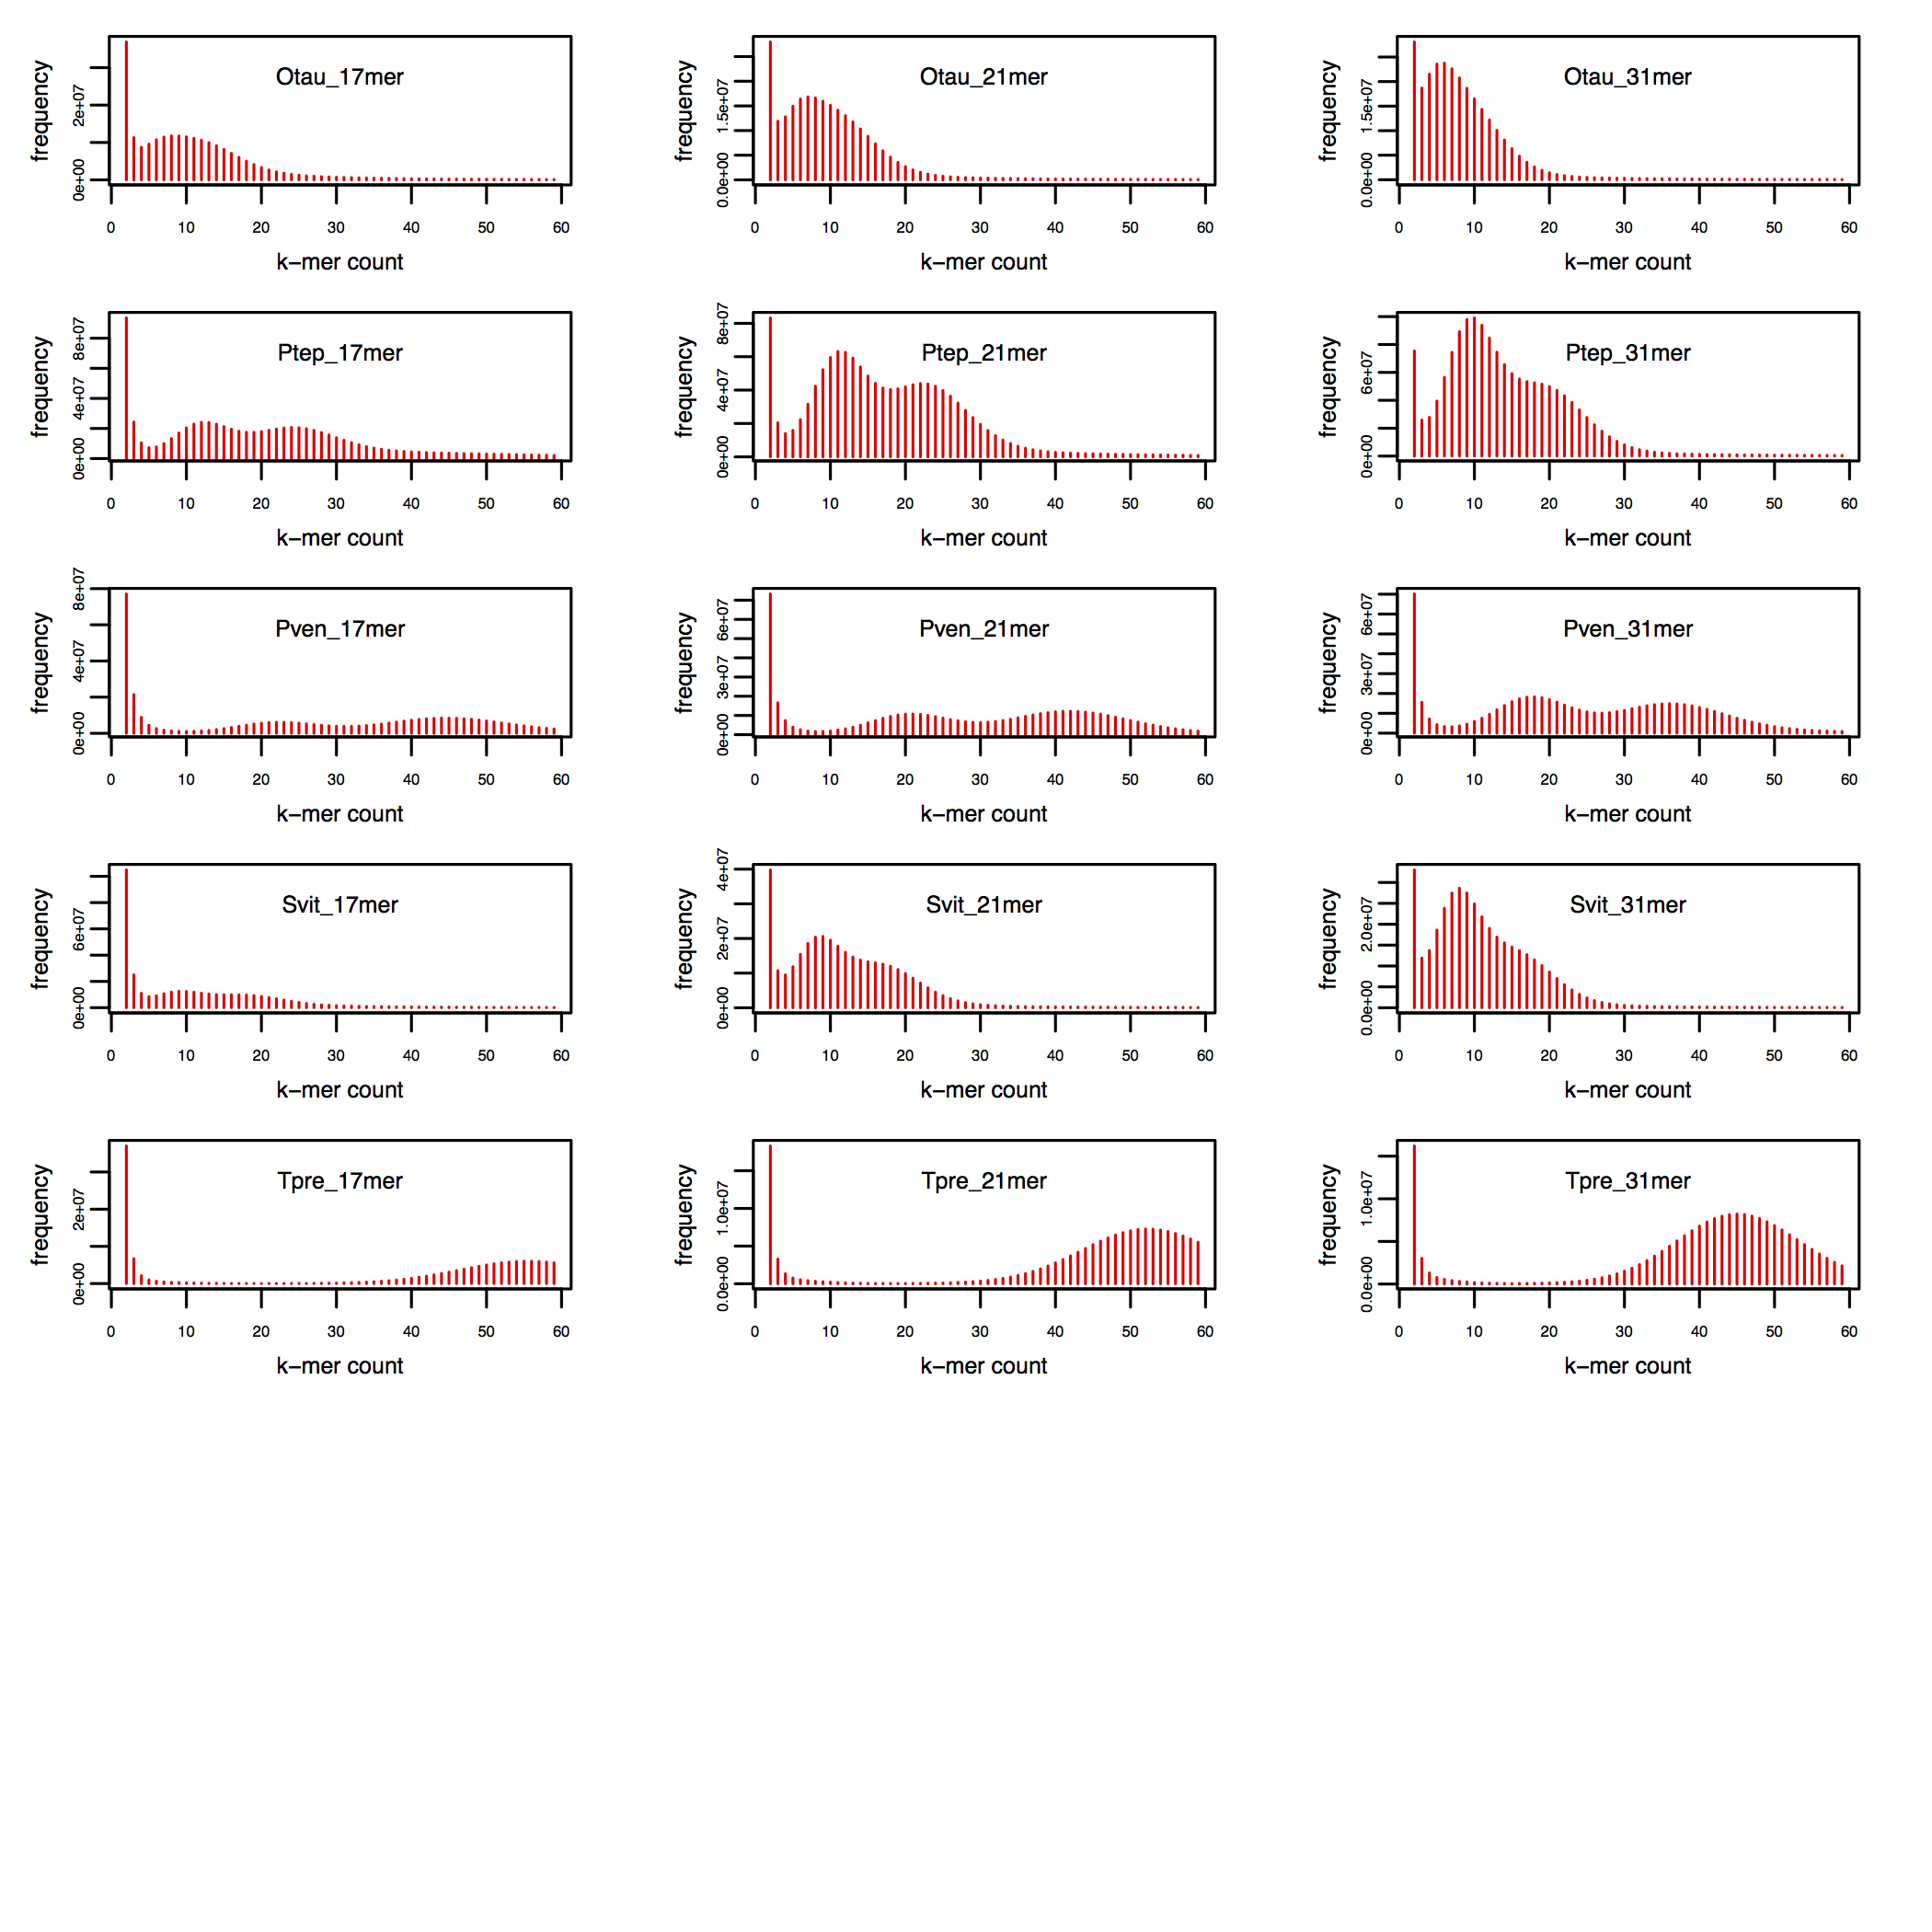 frequency
0e+00 2e+07
Otau_17mer
0 10 20 30 40 50 60
k−mer count
frequency
0.0e+00 1.5e+07
Otau_21mer
0 10 20 30 40 50 60
k−mer count
frequency
0.0e+00 1.5e+07
Otau_31mer
0 10 20 30 40 50 60
k−mer count
frequency
0e+00 4e+07 8e+07
Ptep_17mer
0 10 20 30 40 50 60
k−mer count
frequency
0e+00 4e+07 8e+07
Ptep_21mer
0 10 20 30 40 50 60
k−mer count
frequency
0e+00 6e+07
Ptep_31mer
0 10 20 30 40 50 60
k−mer count
frequency
0e+00 4e+07 8e+07
Pven_17mer
0 10 20 30 40 50 60
k−mer count
frequency
0e+00 3e+07 6e+07
Pven_21mer
0 10 20 30 40 50 60
k−mer count
frequency
0e+00 3e+07 6e+07
Pven_31mer
0 10 20 30 40 50 60
k−mer count
frequency
0e+00 6e+07
Svit_17mer
0 10 20 30 40 50 60
k−mer count
frequency
0e+00 2e+07 4e+07
Svit_21mer
0 10 20 30 40 50 60
k−mer count
frequency
0.0e+00 2.0e+07
Svit_31mer
0 10 20 30 40 50 60
k−mer count
frequency
0e+00 2e+07
Tpre_17mer
0 10 20 30 40 50 60
k−mer count
frequency
0.0e+00 1.0e+07
Tpre_21mer
0 10 20 30 40 50 60
k−mer count
frequency
0.0e+00 1.0e+07
Tpre_31mer
0 10 20 30 40 50 60
k−mer count